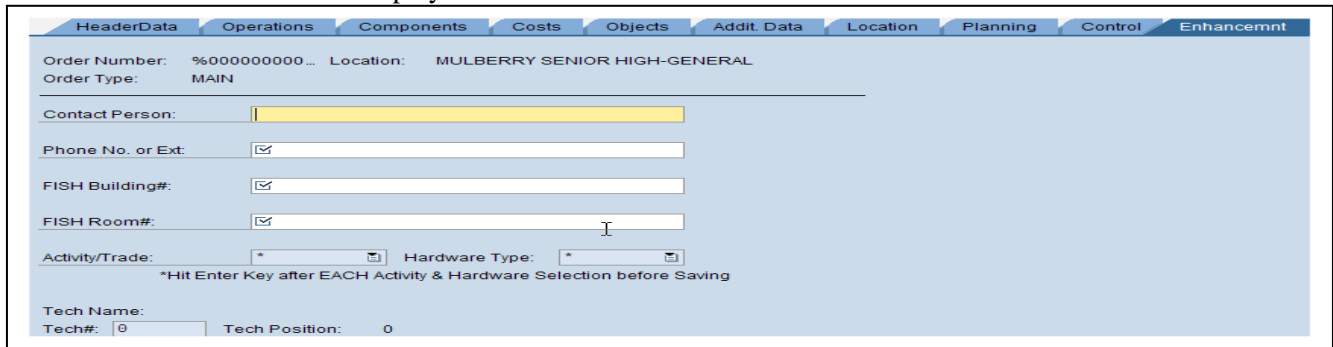 HeaderData Operations Components Costs Objects Addit. Data Location Planning Control Enhancemnt
Order Number: %000000000... Location: MULBERRY SENIOR HIGH-GENERAL
Order Type: MAIN
Contact Person:
Phone No. or Ext:
FISH Building#:
FISH Room#:
Activity/Trade: * Hardware Type: *
*Hit Enter Key after EACH Activity & Hardware Selection before Saving
Tech Name:
Tech#: 0 Tech Position: 0